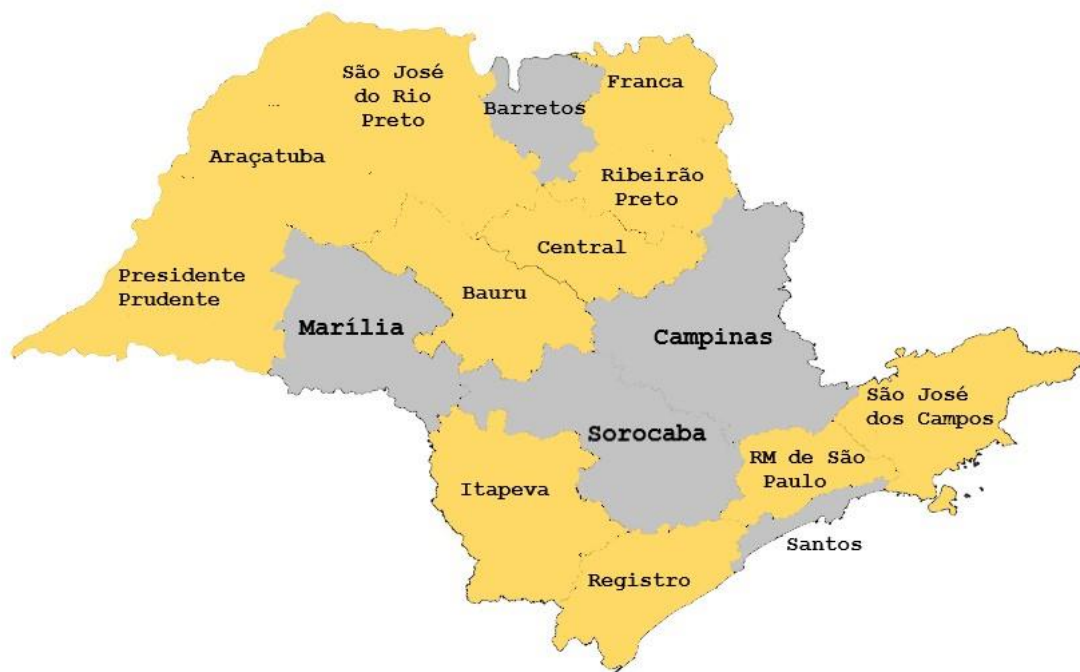 São José
do Rio
Preto
Barretos
Franca
Araçatuba
Ribeirão
Preto
Central
Presidente
Prudente
Bauru
Marília
Campinas
São José
dos Campos
Sorocaba
RM de São
Paulo
Itapeva
Santos
Registro